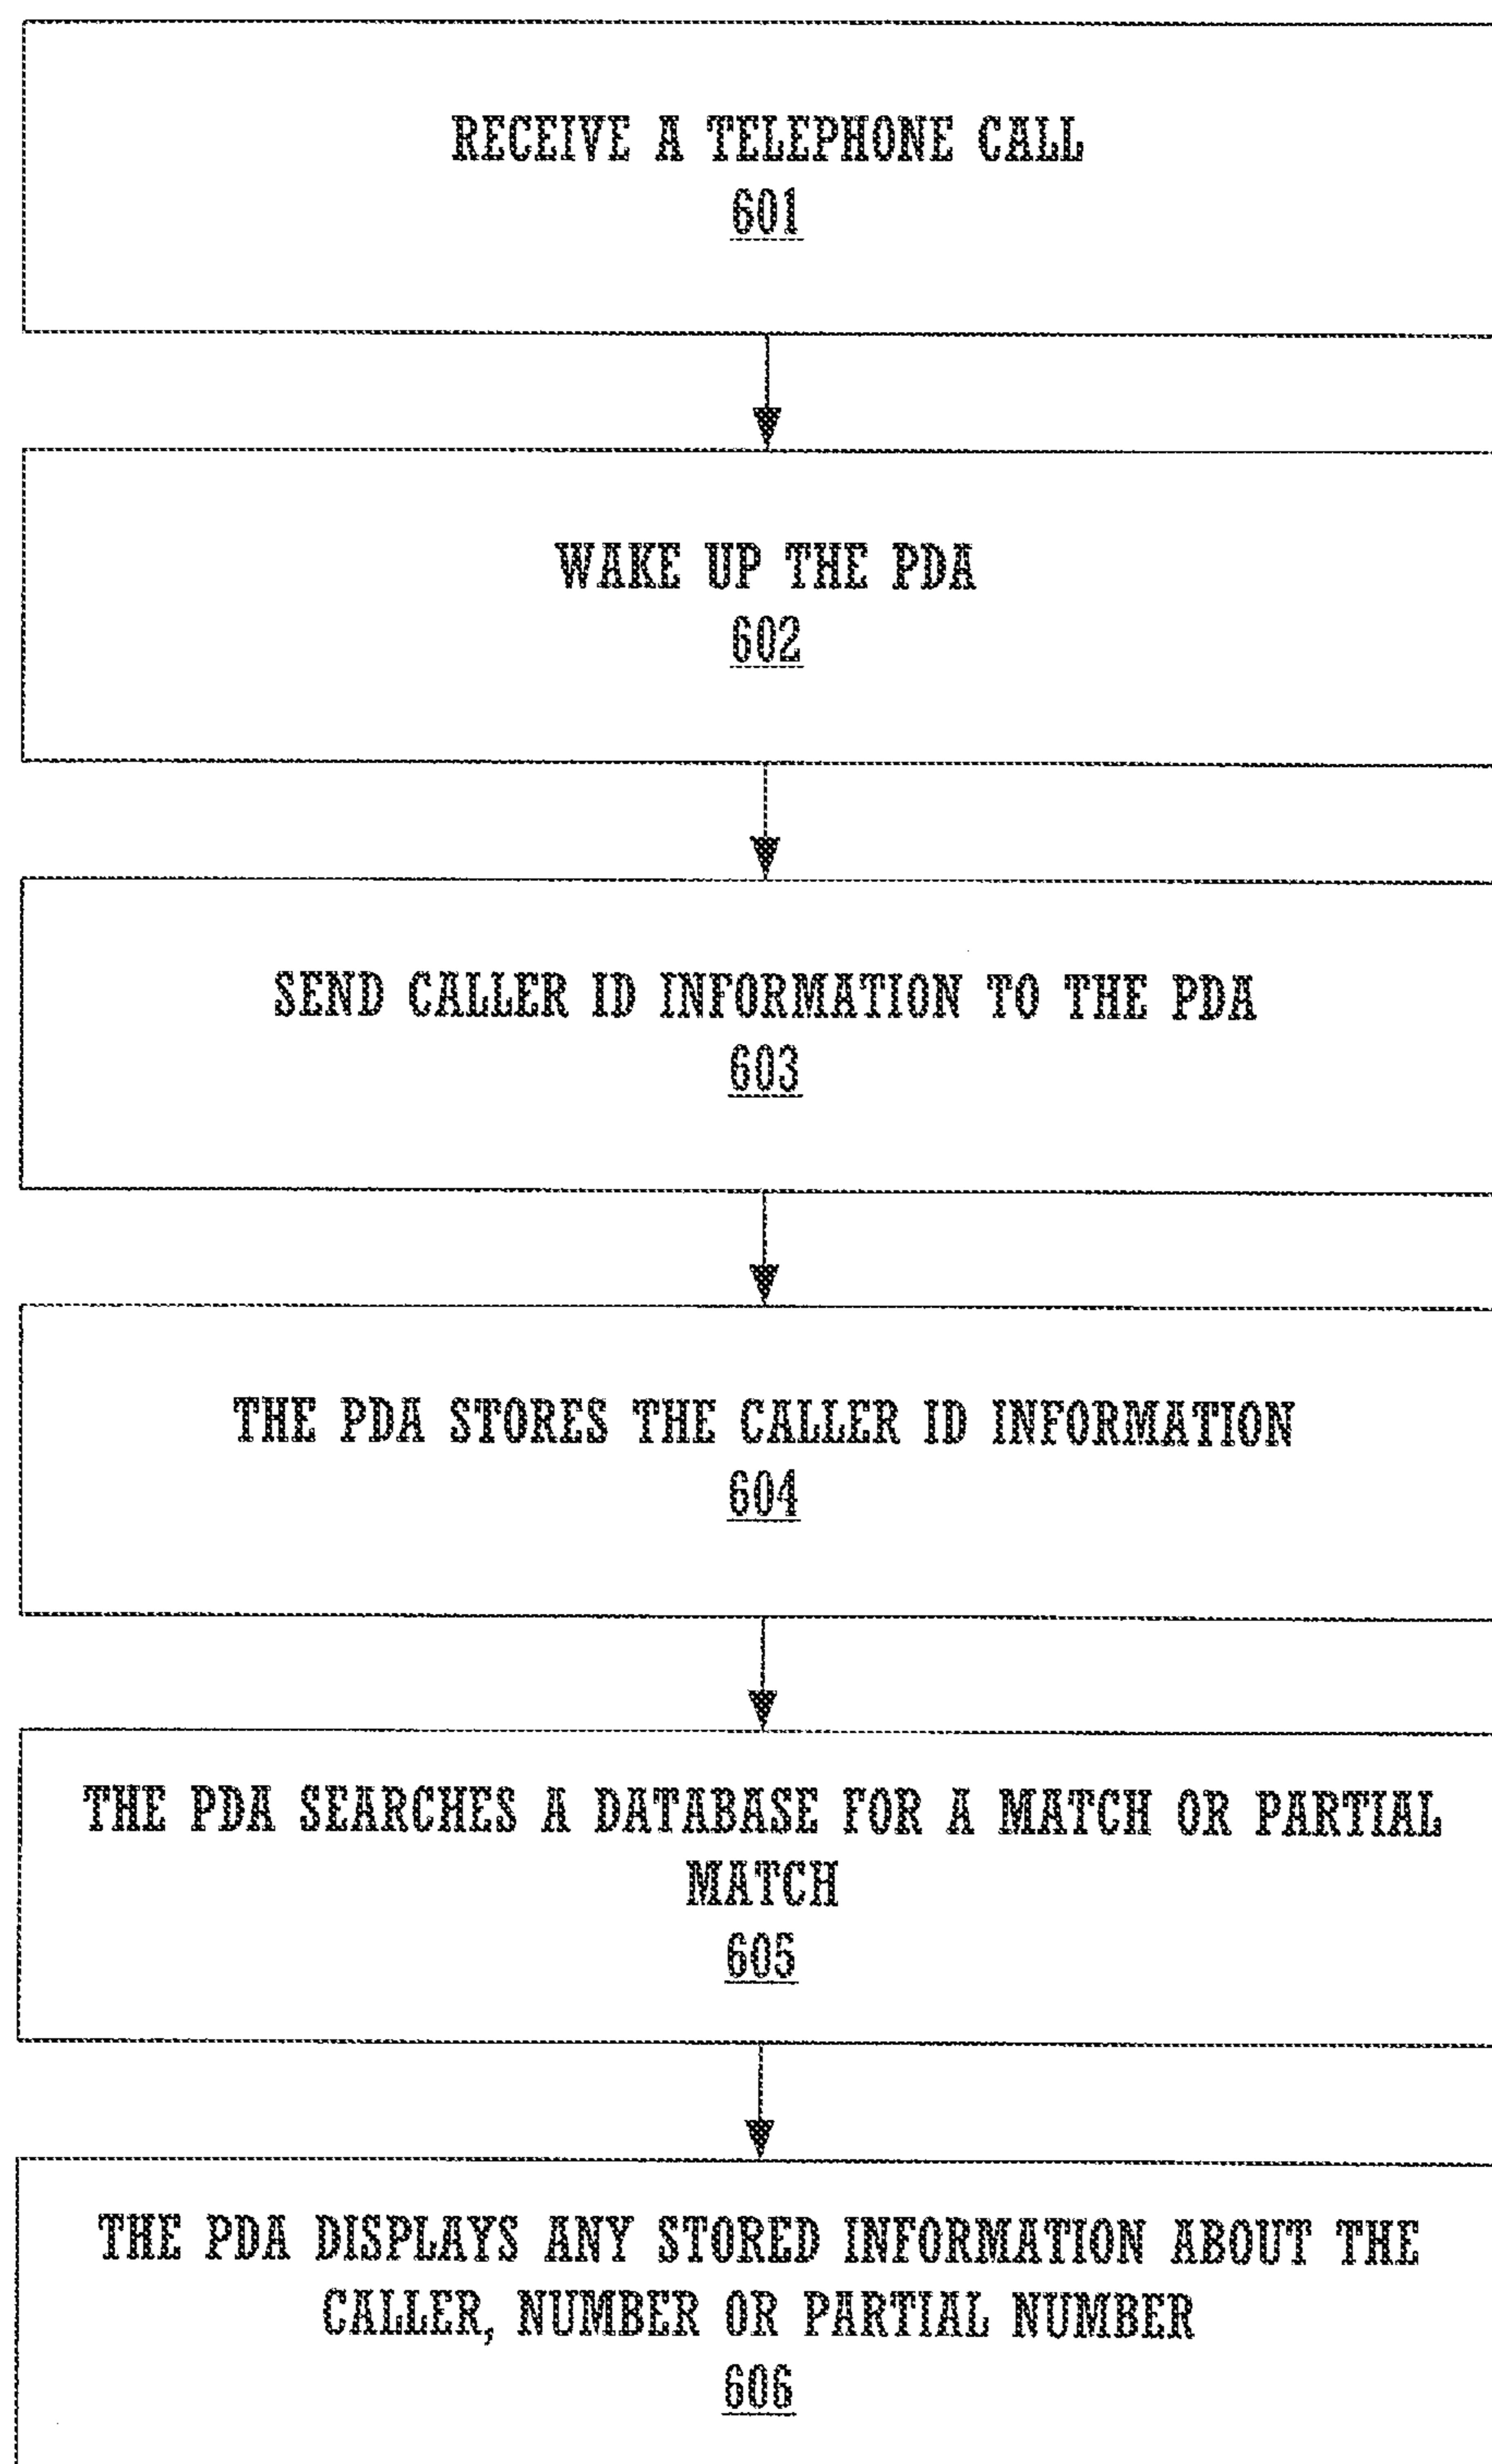 RECEIVE A TELEPHONE CALL
601
WAKE UP THE PDA
602
SEND CALLER ID INFORMATION TO THE PDA
603
THE PDA STORES THE CALLER ID INFORMATION
604
THE PDA SEARCHES A DATABASE FOR A MATCH OR PARTIAL
MATCH
605
THE PDA DISPLAYS ANY STORED INFORMATION ABOUT THE
CALLER, NUMBER OR PARTIAL NUMBER
606